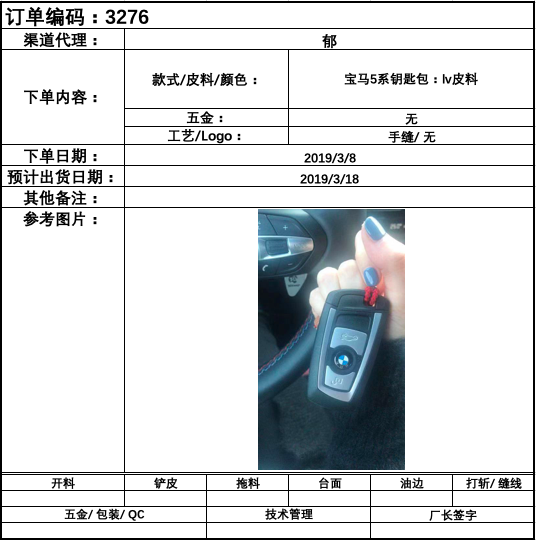 订单编码：3276
渠道代理：
郁
下单内容：
款式/皮料/颜色：
宝马5系钥匙包：lv皮料
五金：
无
工艺/Logo：
手缝/ 无
下单日期：
2019/3/8
预计出货日期：
2019/3/18
其他备注：
参考图片：
开料
铲皮
拖料
台面
油边
打斩/ 缝线
五金/ 包装/ QC
技术管理
厂长签字